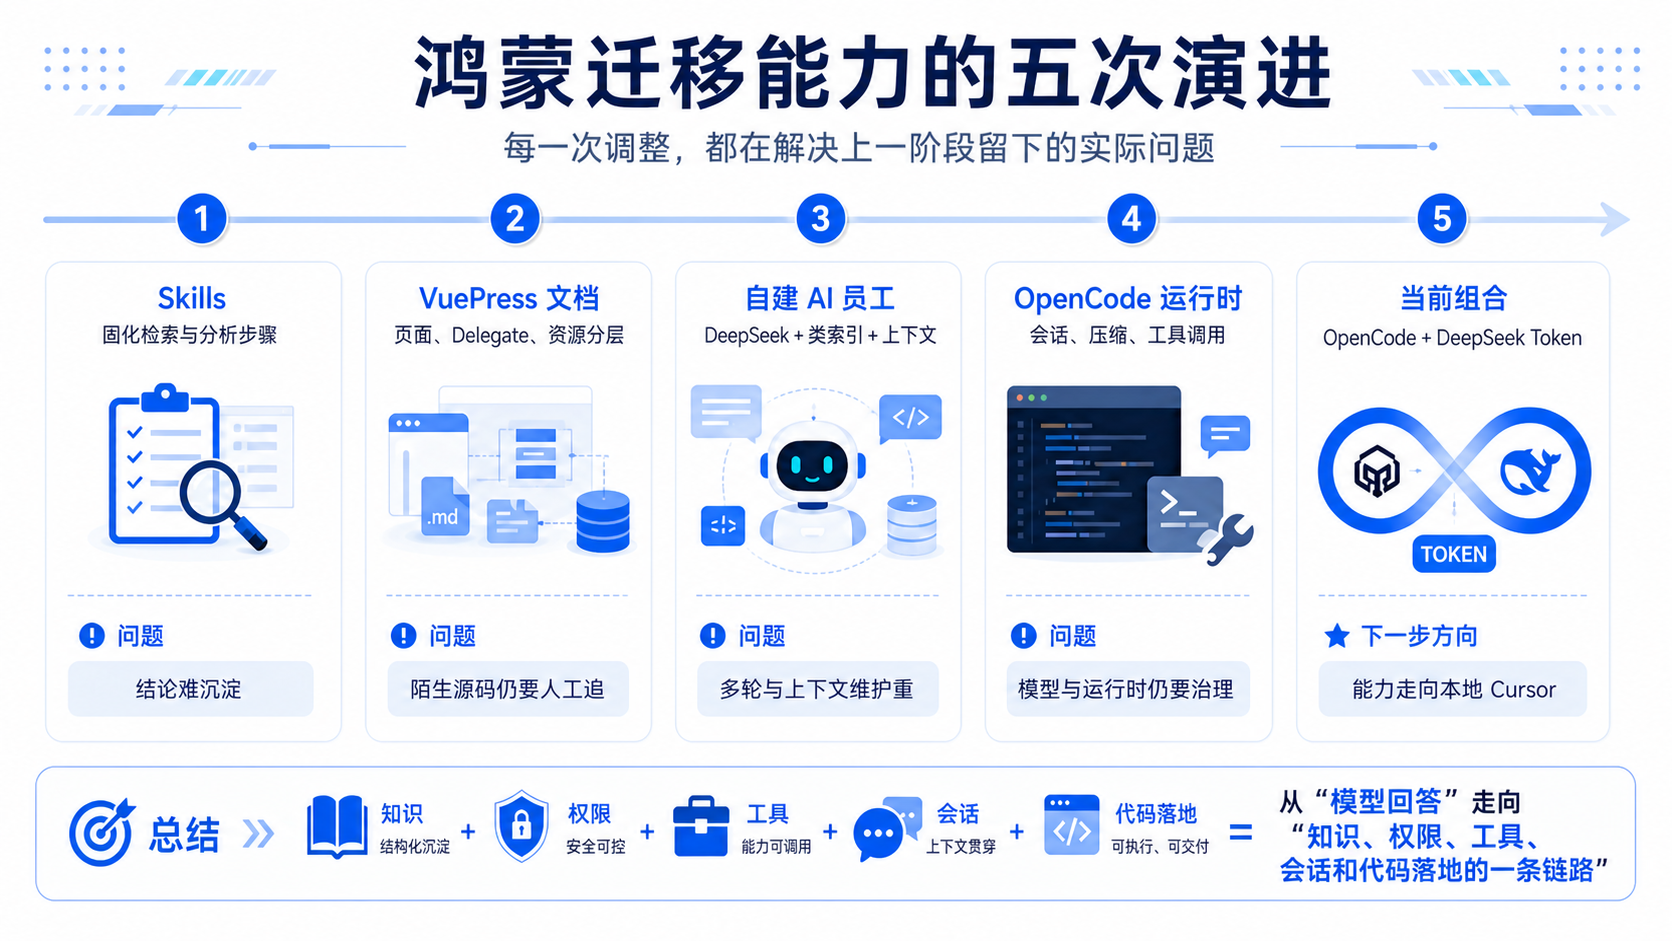 鸿蒙迁移能力的五次演进
每一次调整，都在解决上一阶段留下的实际问题
1
2
3
4
5
Skills
固化检索与分析步骤
问题
结论难沉淀
VuePress 文档
页面、Delegate、资源分层
.md
问题
陌生源码仍要人工追
自建 AI 员工
DeepSeek + 类索引 + 上下文
</>
问题
多轮与上下文维护重
OpenCode 运行时
会话、压缩、工具调用
>_
问题
模型与运行时仍要治理
当前组合
OpenCode + DeepSeek Token
TOKEN
下一步方向
能力走向本地 Cursor
总结
知识
结构化沉淀
+
权限
安全可控
+
工具
能力可调用
+
会话
上下文贯穿
+
</>
代码落地
可执行、可交付
=
从“模型回答”走向
“知识、权限、工具、
会话和代码落地的一条链路”